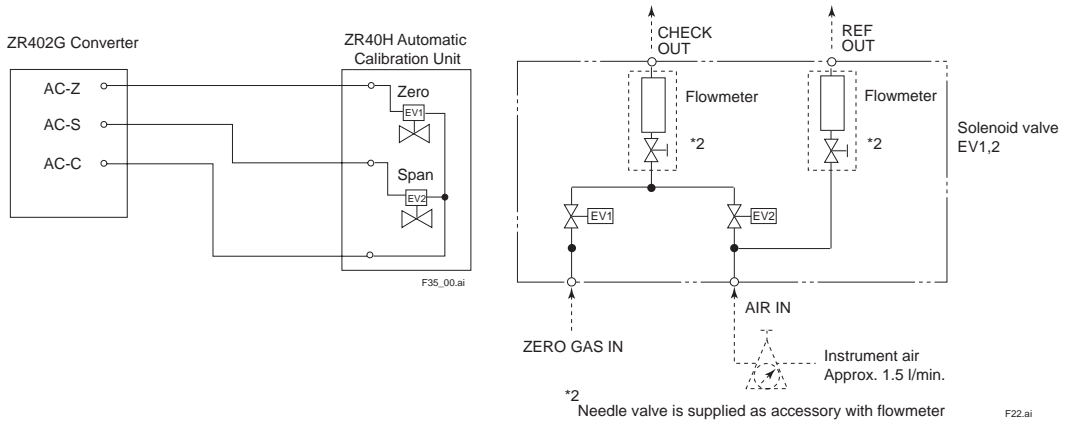 ZR402G Converter
AC-Z
AC-S
AC-C
ZR40H Automatic
Calibration Unit
Zero
EV1
Span
EV2
F35_00.ai
CHECK
OUT
REF
OUT
Flowmeter
*2
Flowmeter
*2
Solenoid valve
EV1,2
EV1
EV2
ZERO GAS IN
AIR IN
Instrument air
Approx. 1.5 l/min.
*2
Needle valve is supplied as accessory with flowmeter
F22.ai